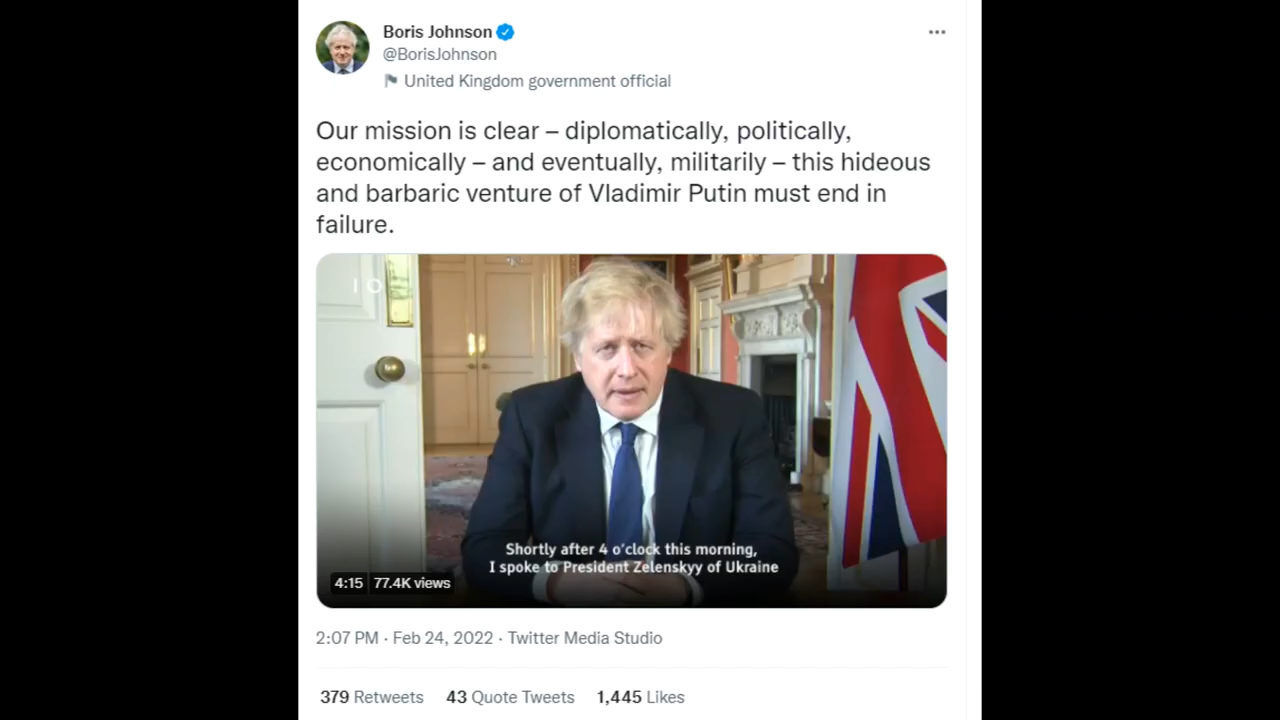 Boris Johnson
@BorisJohnson
United Kingdom government official
Our mission is clear – diplomatically, politically,
economically – and eventually, militarily – this hideous
and barbaric venture of Vladimir Putin must end in
failure.
10
Shortly after 4 o'clock this morning,
I spoke to President Zelenskyy of Ukraine
4:15 77.4K views
2:07 PM · Feb 24, 2022 · Twitter Media Studio
379 Retweets 43 Quote Tweets 1,445 Likes